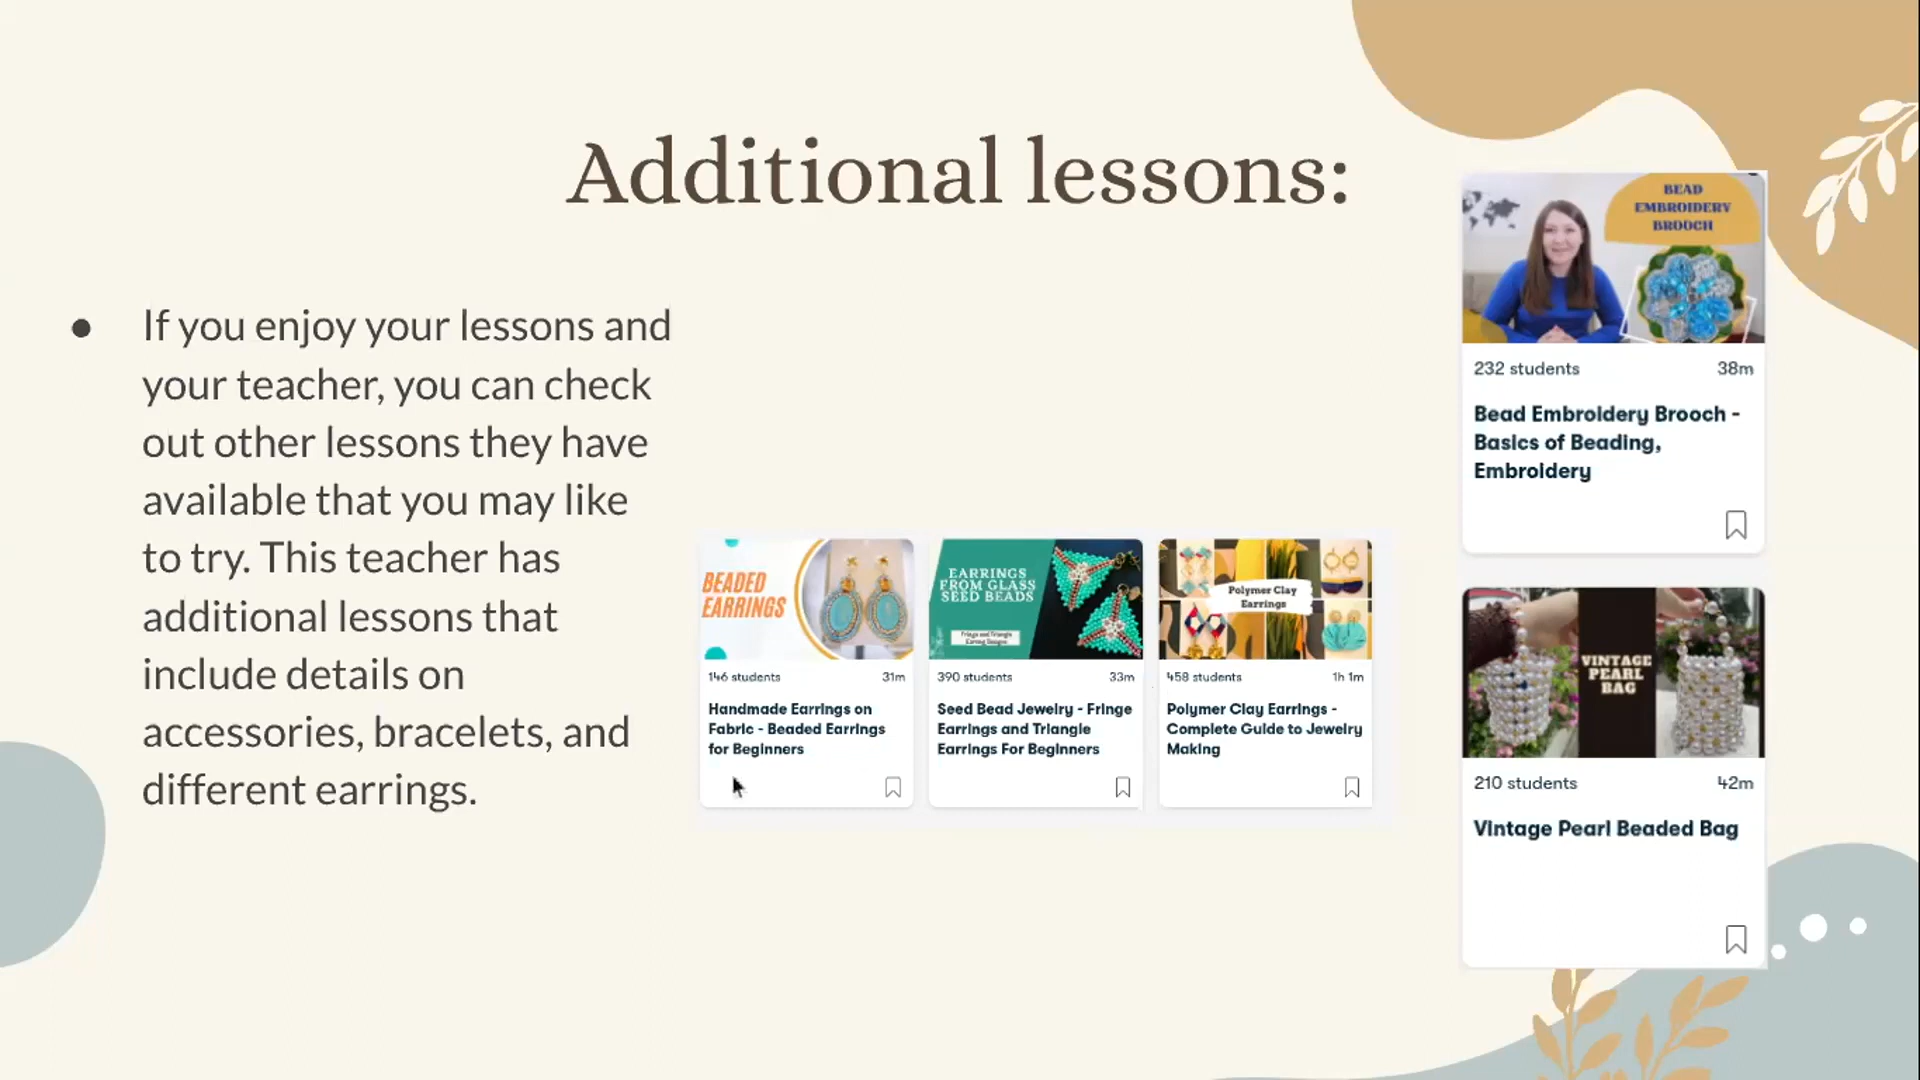 Additional lessons:
If you enjoy your lessons and
your teacher, you can check
out other lessons they have
available that you may like
to try. This teacher has
additional lessons that
include details on
accessories, bracelets, and
different earrings.
BEADED
EARRINGS
146 students 31m
Handmade Earrings on
Fabric - Beaded Earrings
for Beginners
EARRINGS
FROM GLASS
SEED BEADS
Fringe and Triangle
Earring Designs
390 students 33m
Seed Bead Jewelry - Fringe
Earrings and Triangle
Earrings For Beginners
Polymer Clay
Earrings
458 students 1h 1m
Polymer Clay Earrings -
Complete Guide to Jewelry
Making
BEAD
EMBROIDERY
BROOCH
232 students 38m
Bead Embroidery Brooch -
Basics of Beading,
Embroidery
VINTAGE
PEARL
BAG
210 students 42m
Vintage Pearl Beaded Bag